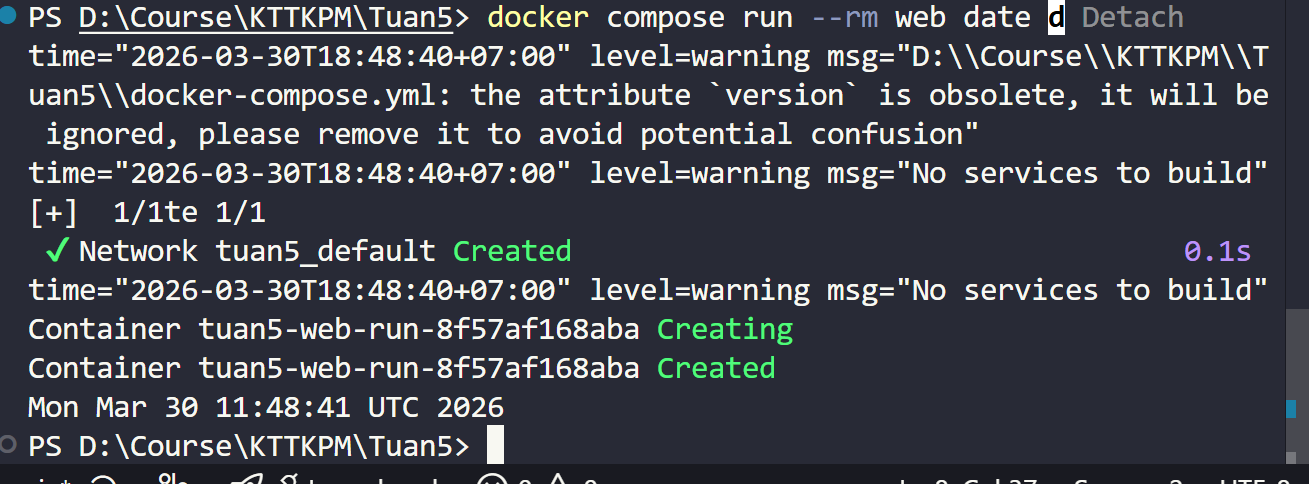 PS D:\Course\KTTKPM\Tuan5> docker compose run --rm web date d Detach
time="2026-03-30T18:48:40+07:00" level=warning msg="D:\\Course\\KTTKPM\\T
uan5\\docker-compose.yml: the attribute `version` is obsolete, it will be
 ignored, please remove it to avoid potential confusion"
time="2026-03-30T18:48:40+07:00" level=warning msg="No services to build"
[+]  1/1te 1/1
 ✓ Network tuan5_default Created 0.1s
time="2026-03-30T18:48:40+07:00" level=warning msg="No services to build"
Container tuan5-web-run-8f57af168aba Creating
Container tuan5-web-run-8f57af168aba Created
Mon Mar 30 11:48:41 UTC 2026
PS D:\Course\KTTKPM\Tuan5>